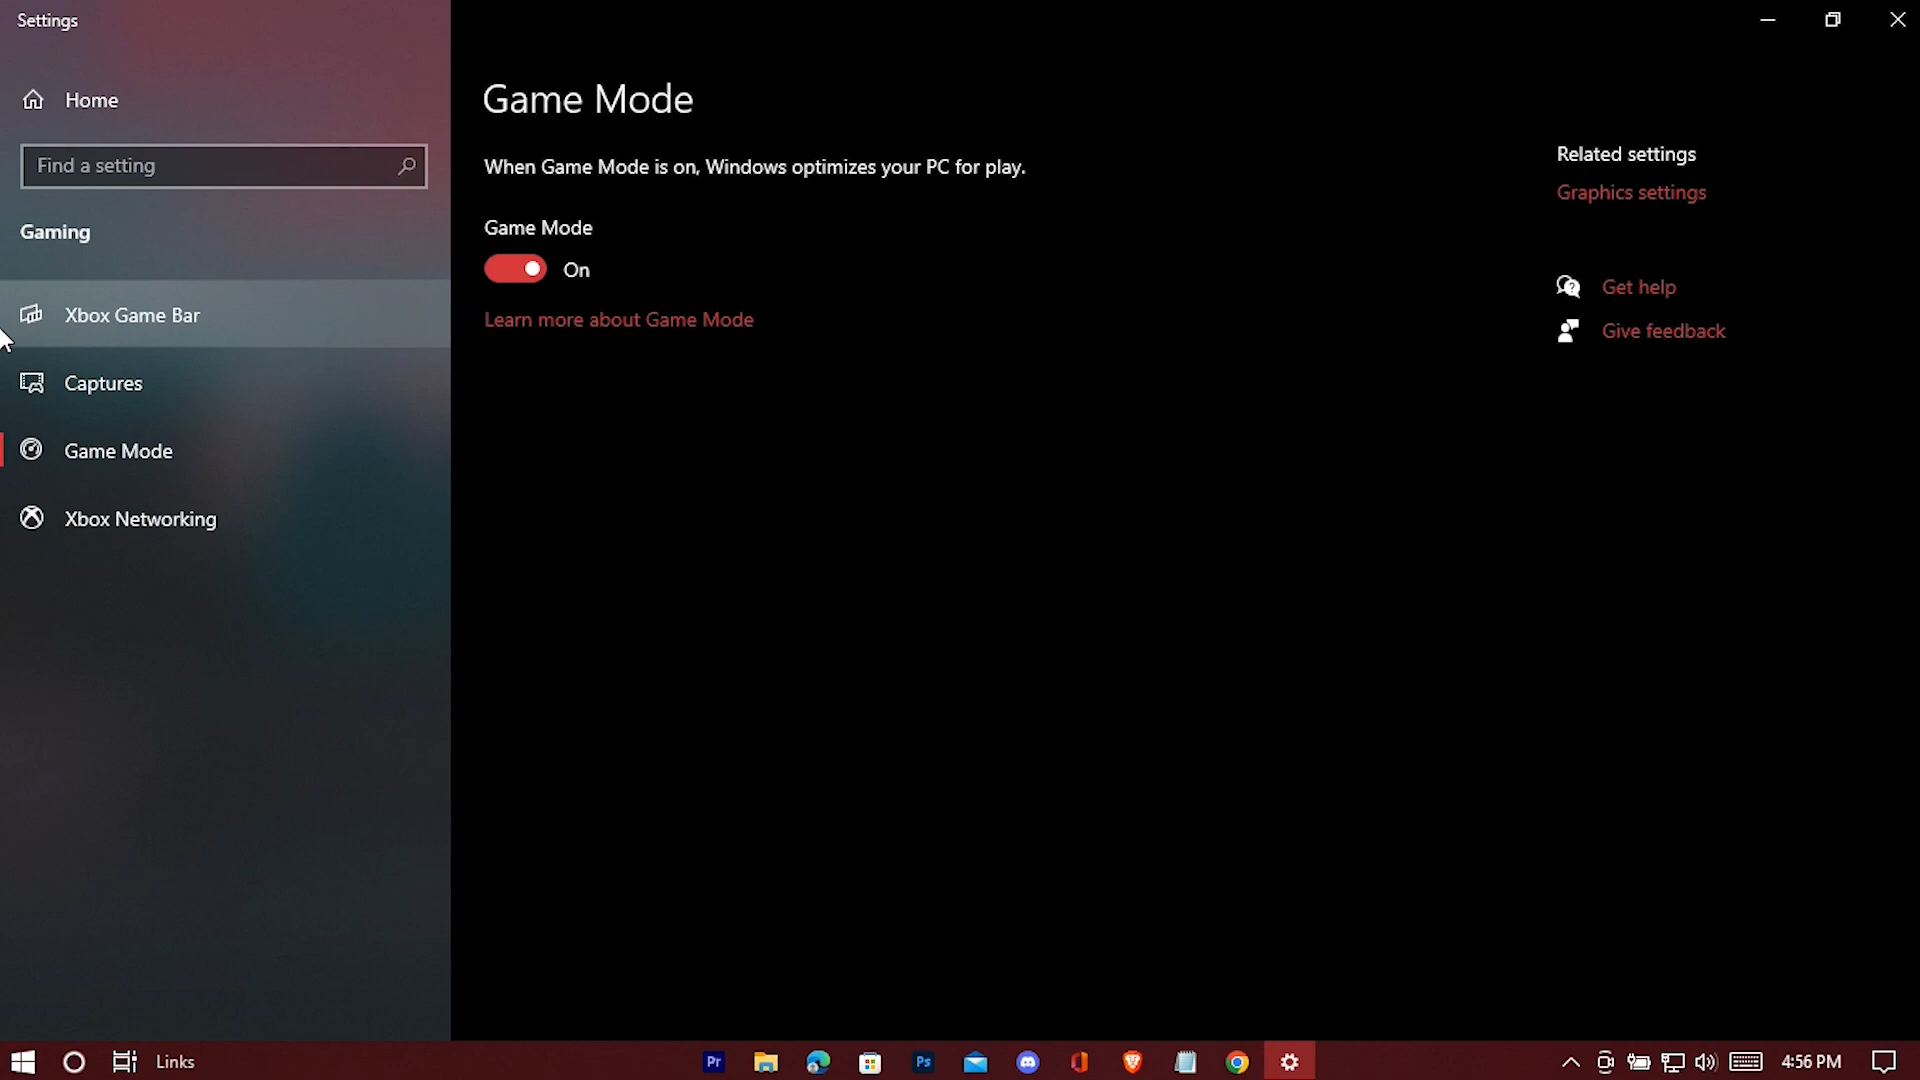 Settings
Home
Find a setting
Gaming
Xbox Game Bar
Captures
Game Mode
Xbox Networking
Game Mode
When Game Mode is on, Windows optimizes your PC for play.
Game Mode
On
Learn more about Game Mode
Related settings
Graphics settings
Get help
Give feedback
Links
Pr
Ps
4:56 PM